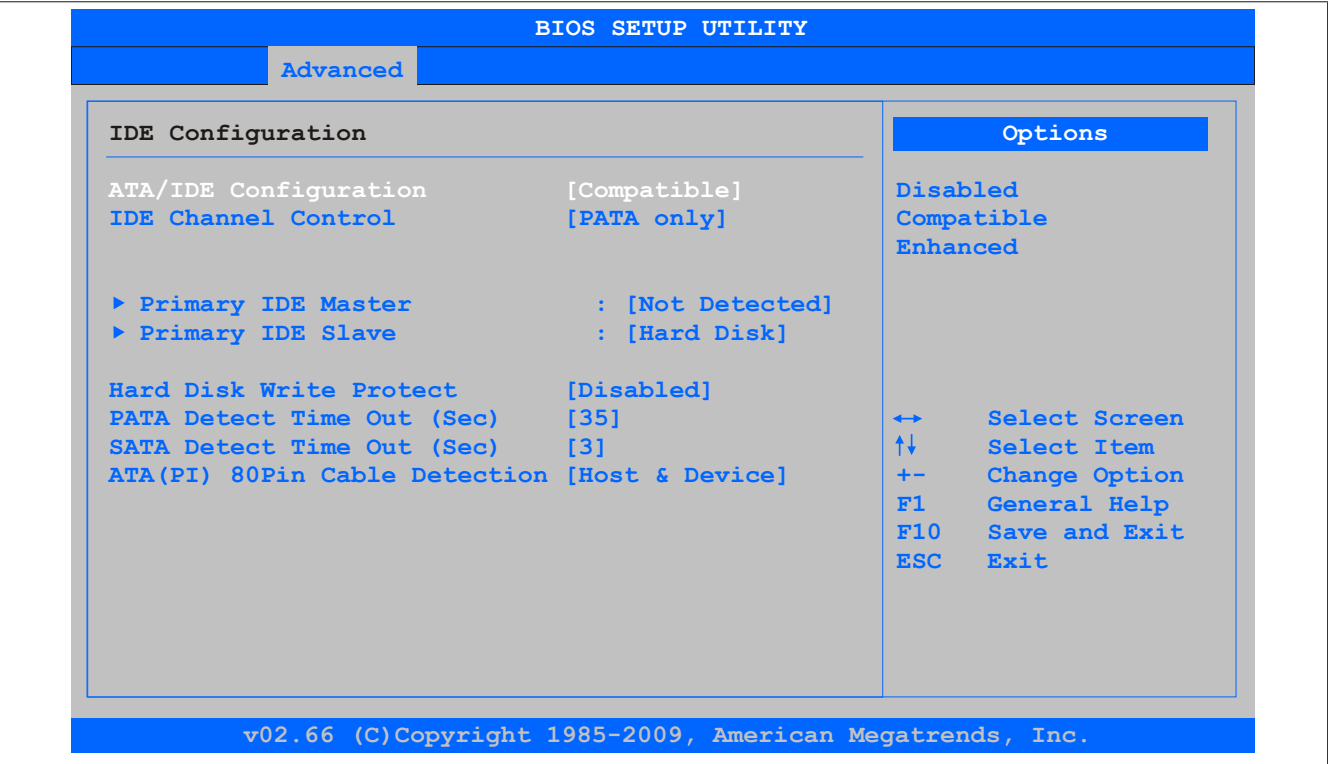 BIOS SETUP UTILITY
Advanced
IDE Configuration
ATA/IDE Configuration [Compatible]
IDE Channel Control [PATA only]
▶ Primary IDE Master : [Not Detected]
▶ Primary IDE Slave : [Hard Disk]
Hard Disk Write Protect [Disabled]
PATA Detect Time Out (Sec) [35]
SATA Detect Time Out (Sec) [3]
ATA(PI) 80Pin Cable Detection [Host & Device]
Options
Disabled
Compatible
Enhanced
↔ Select Screen
↑↓ Select Item
+- Change Option
F1 General Help
F10 Save and Exit
ESC Exit
v02.66 (C)Copyright 1985-2009, American Megatrends, Inc.